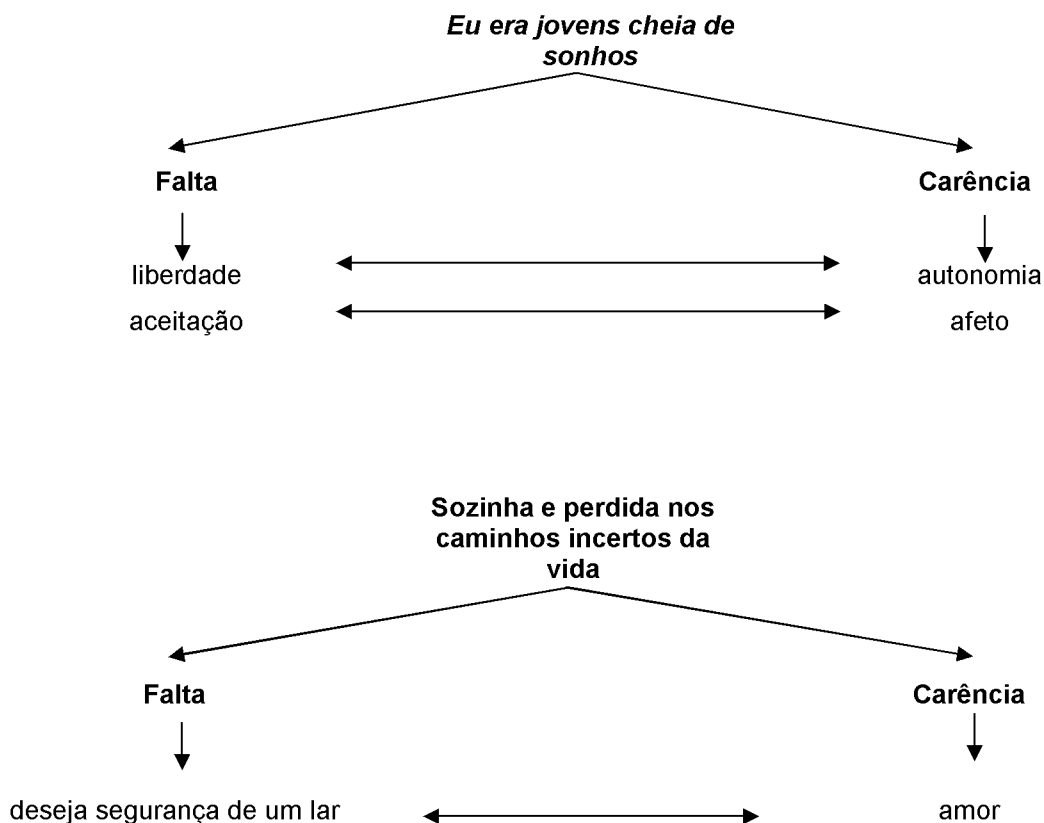 Eu era jovens cheia de
sonhos
Falta
Carência
liberdade
autonomia
aceitação
afeto
Sozinha e perdida nos
caminhos incertos da
vida
Falta
Carência
deseja segurança de um lar
amor